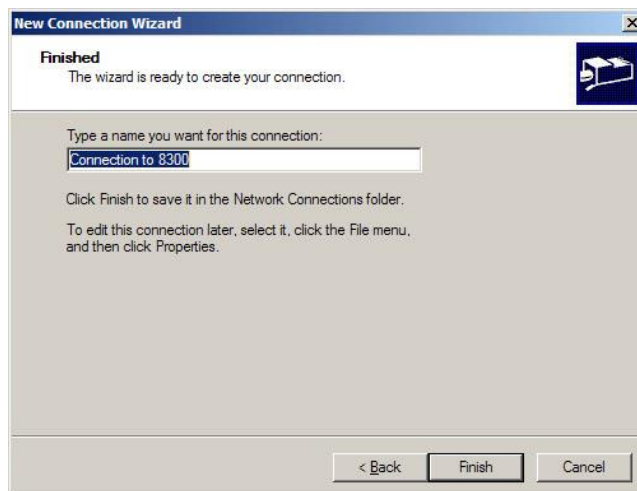 New Connection Wizard
Finished
The wizard is ready to create your connection.
Type a name you want for this connection:
Connection to 8300
Click Finish to save it in the Network Connections folder.
To edit this connection later, select it, click the File menu,
and then click Properties.
< Back
Finish
Cancel